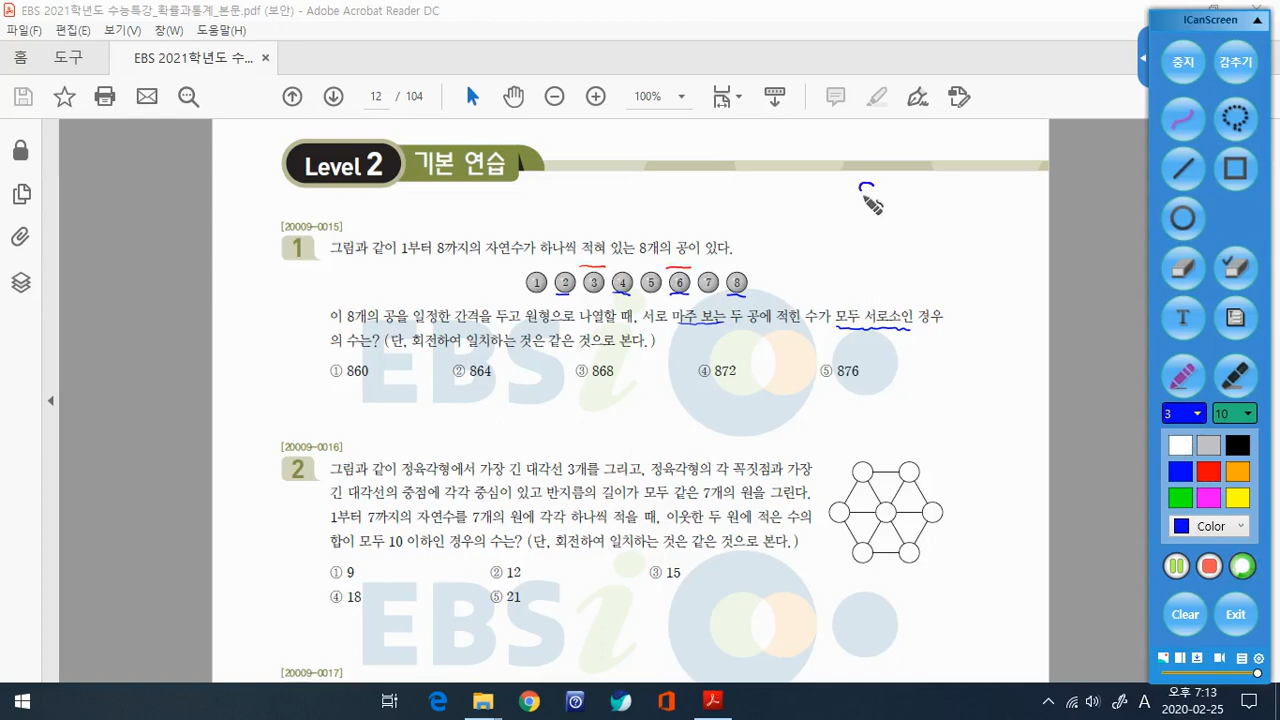 EBS 2021학년도 수능특강_확률과통계_본문.pdf (보안) - Adobe Acrobat Reader DC
파일(F) 편집(E) 보기(V) 창(W) 도움말(H)
홈 도구 EBS 2021학년도 수... ×
12 / 104 100%
Level 2 기본 연습
[20009-0015]
1 그림과 같이 1부터 8까지의 자연수가 하나씩 적혀 있는 8개의 공이 있다.
1 2 3 4 5 6 7 8
이 8개의 공을 일정한 간격을 두고 원형으로 나열할 때, 서로 마주 보는 두 공에 적힌 수가 모두 서로소인 경우
의 수는? (단, 회전하여 일치하는 것은 같은 것으로 본다.)
① 860 ② 864 ③ 868 ④ 872 ⑤ 876
[20009-0016]
2 그림과 같이 정육각형에서 가장 긴 대각선 3개를 그리고, 정육각형의 각 꼭짓점과 가장
긴 대각선의 중점에 각각 중심이 있고 반지름의 길이가 모두 같은 7개의 원을 그린다.
1부터 7까지의 자연수를 7개의 원에 각각 하나씩 적을 때, 이웃한 두 원에 적은 수의
합이 모두 10 이하인 경우의 수는? (단, 회전하여 일치하는 것은 같은 것으로 본다.)
① 9 ② 12 ③ 15
④ 18 ⑤ 21
[20009-0017]
EBSi
EBSi
ICanScreen
중지 감추기
T
3 10
Color
Clear Exit
A 오후 7:13
2020-02-25